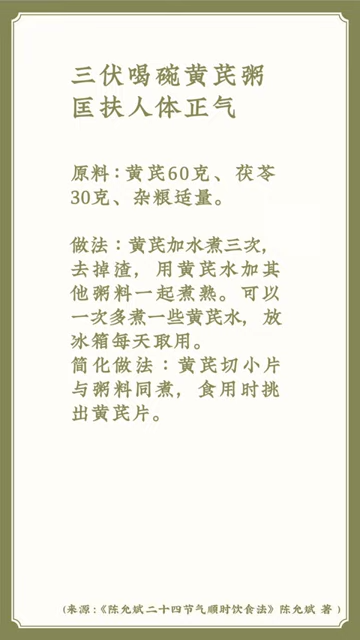 三伏喝碗黄芪粥
匡扶人体正气
原料：黄芪60克、茯苓
30克、杂粮适量。
做法：黄芪加水煮三次，
去掉渣，用黄芪水加其
他粥料一起煮熟。可以
一次多煮一些黄芪水，放
冰箱每天取用。
简化做法：黄芪切小片
与粥料同煮，食用时挑
出黄芪片。
(来源：《陈允斌二十四节气顺时饮食法》陈允斌 著 )